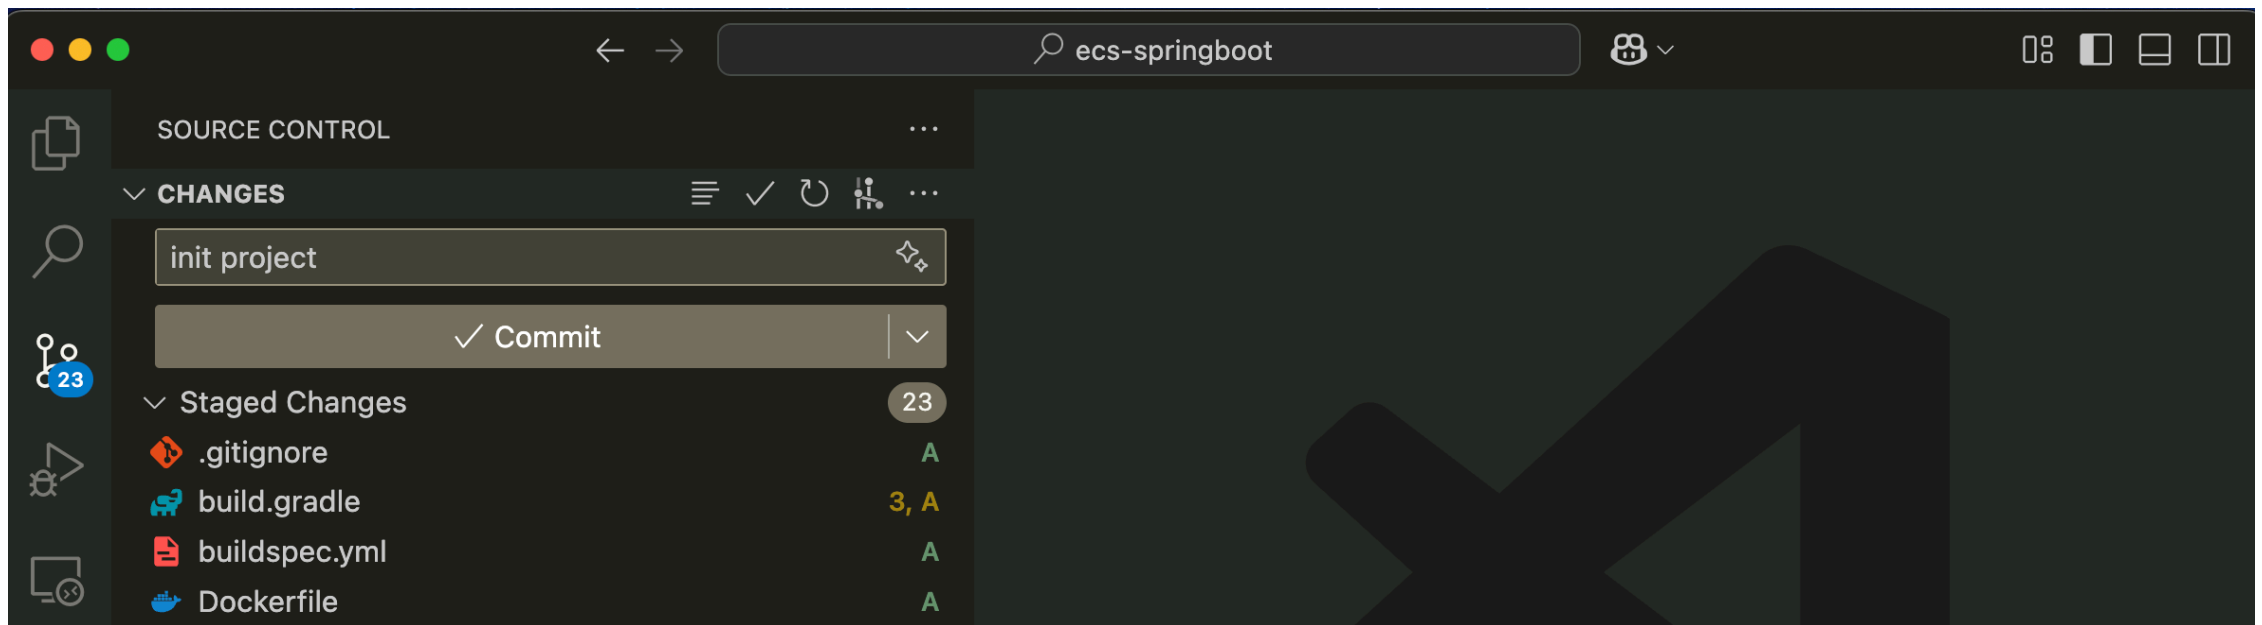 ecs-springboot
SOURCE CONTROL
CHANGES
init project
Commit
23
Staged Changes 23
.gitignore A
build.gradle 3, A
buildspec.yml A
Dockerfile A